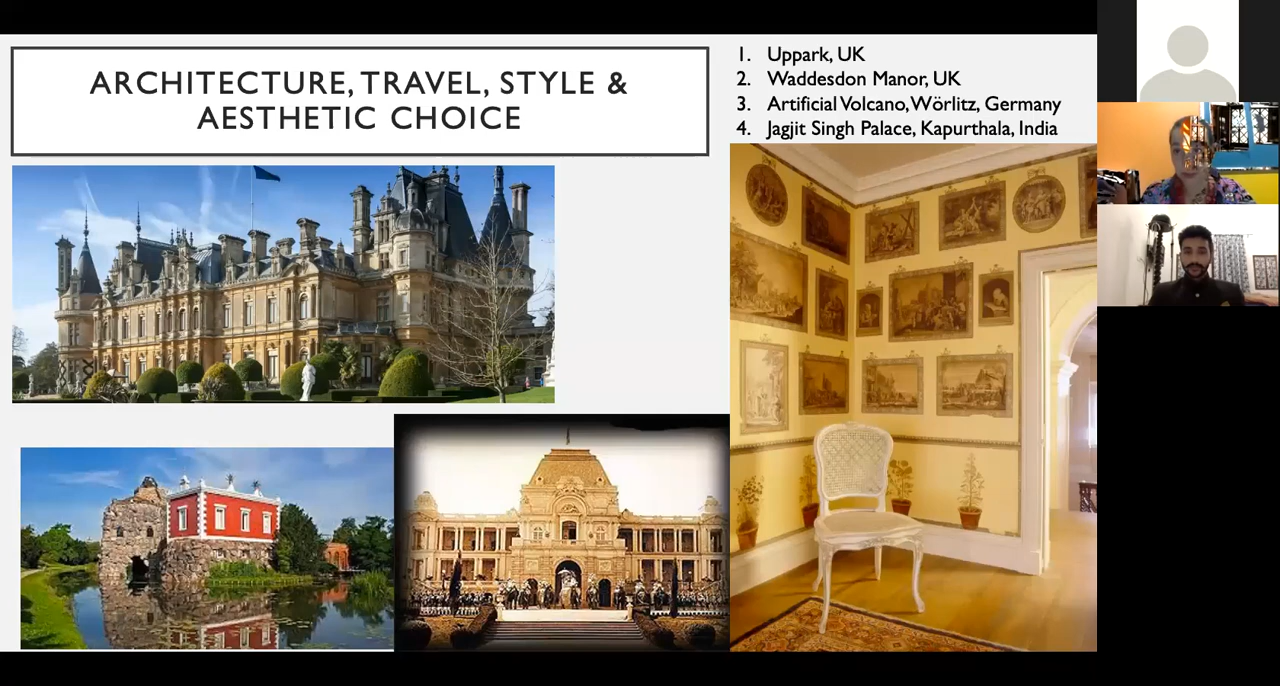 ARCHITECTURE, TRAVEL, STYLE &
AESTHETIC CHOICE
1. Uppark, UK
2. Waddesdon Manor, UK
3. Artificial Volcano, Wörlitz, Germany
4. Jagjit Singh Palace, Kapurthala, India